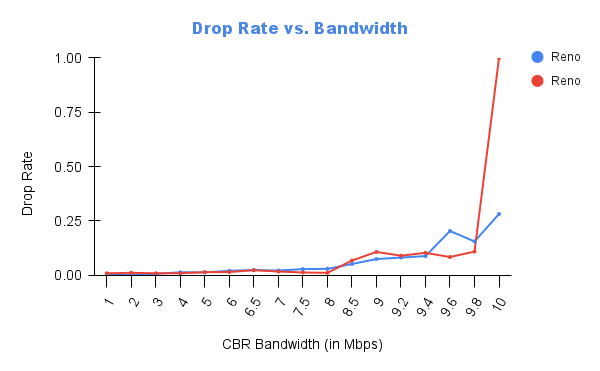 Drop Rate vs. Bandwidth
Reno
Reno
Drop Rate
1.00
0.75
0.50
0.25
0.00
1 2 3 4 5 6 6.5 7 7.5 8 8.5 9 9.2 9.4 9.6 9.8 10
CBR Bandwidth (in Mbps)